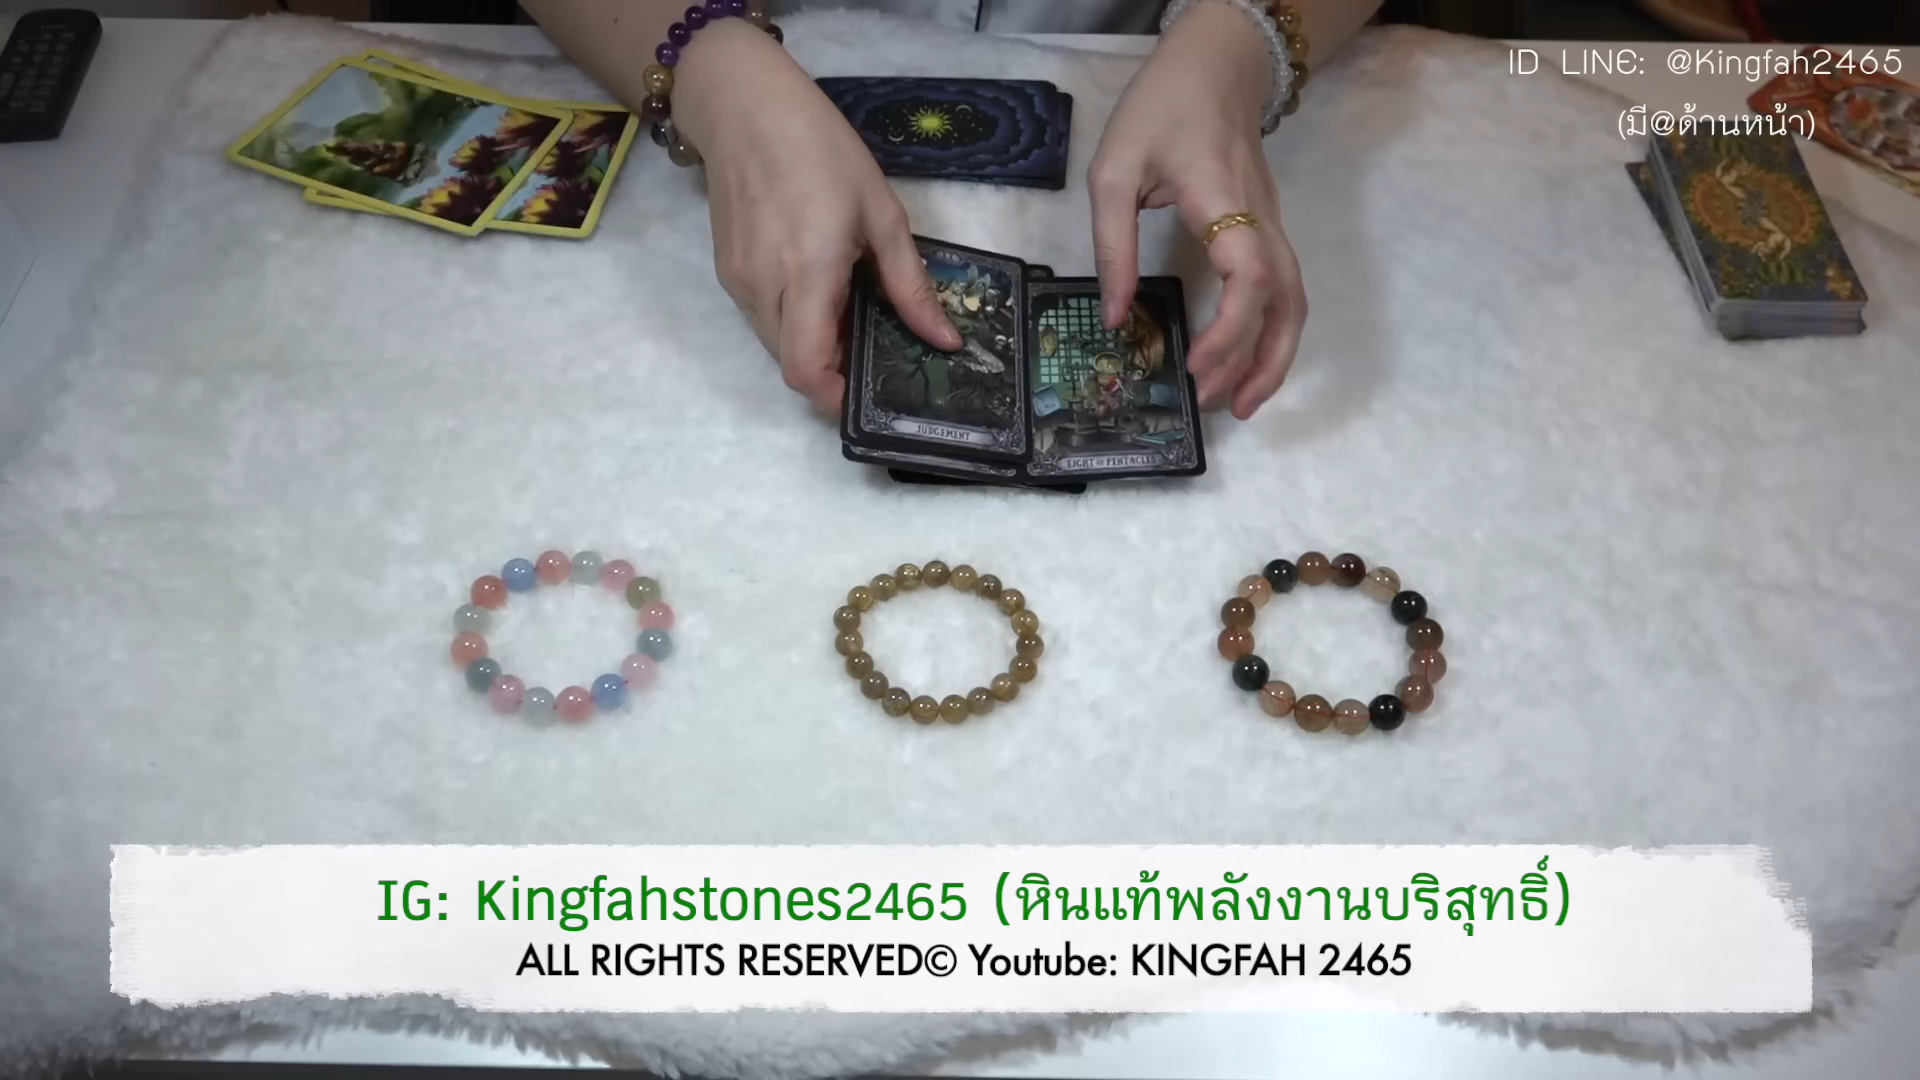 ID LINE: @Kingfah2465
(มี@ด้านหน้า)
JUDGEMENT
EIGHT OF PENTACLES
IG: Kingfahstones2465 (หินแท้พลังงานบริสุทธิ์)
ALL RIGHTS RESERVED© Youtube: KINGFAH 2465